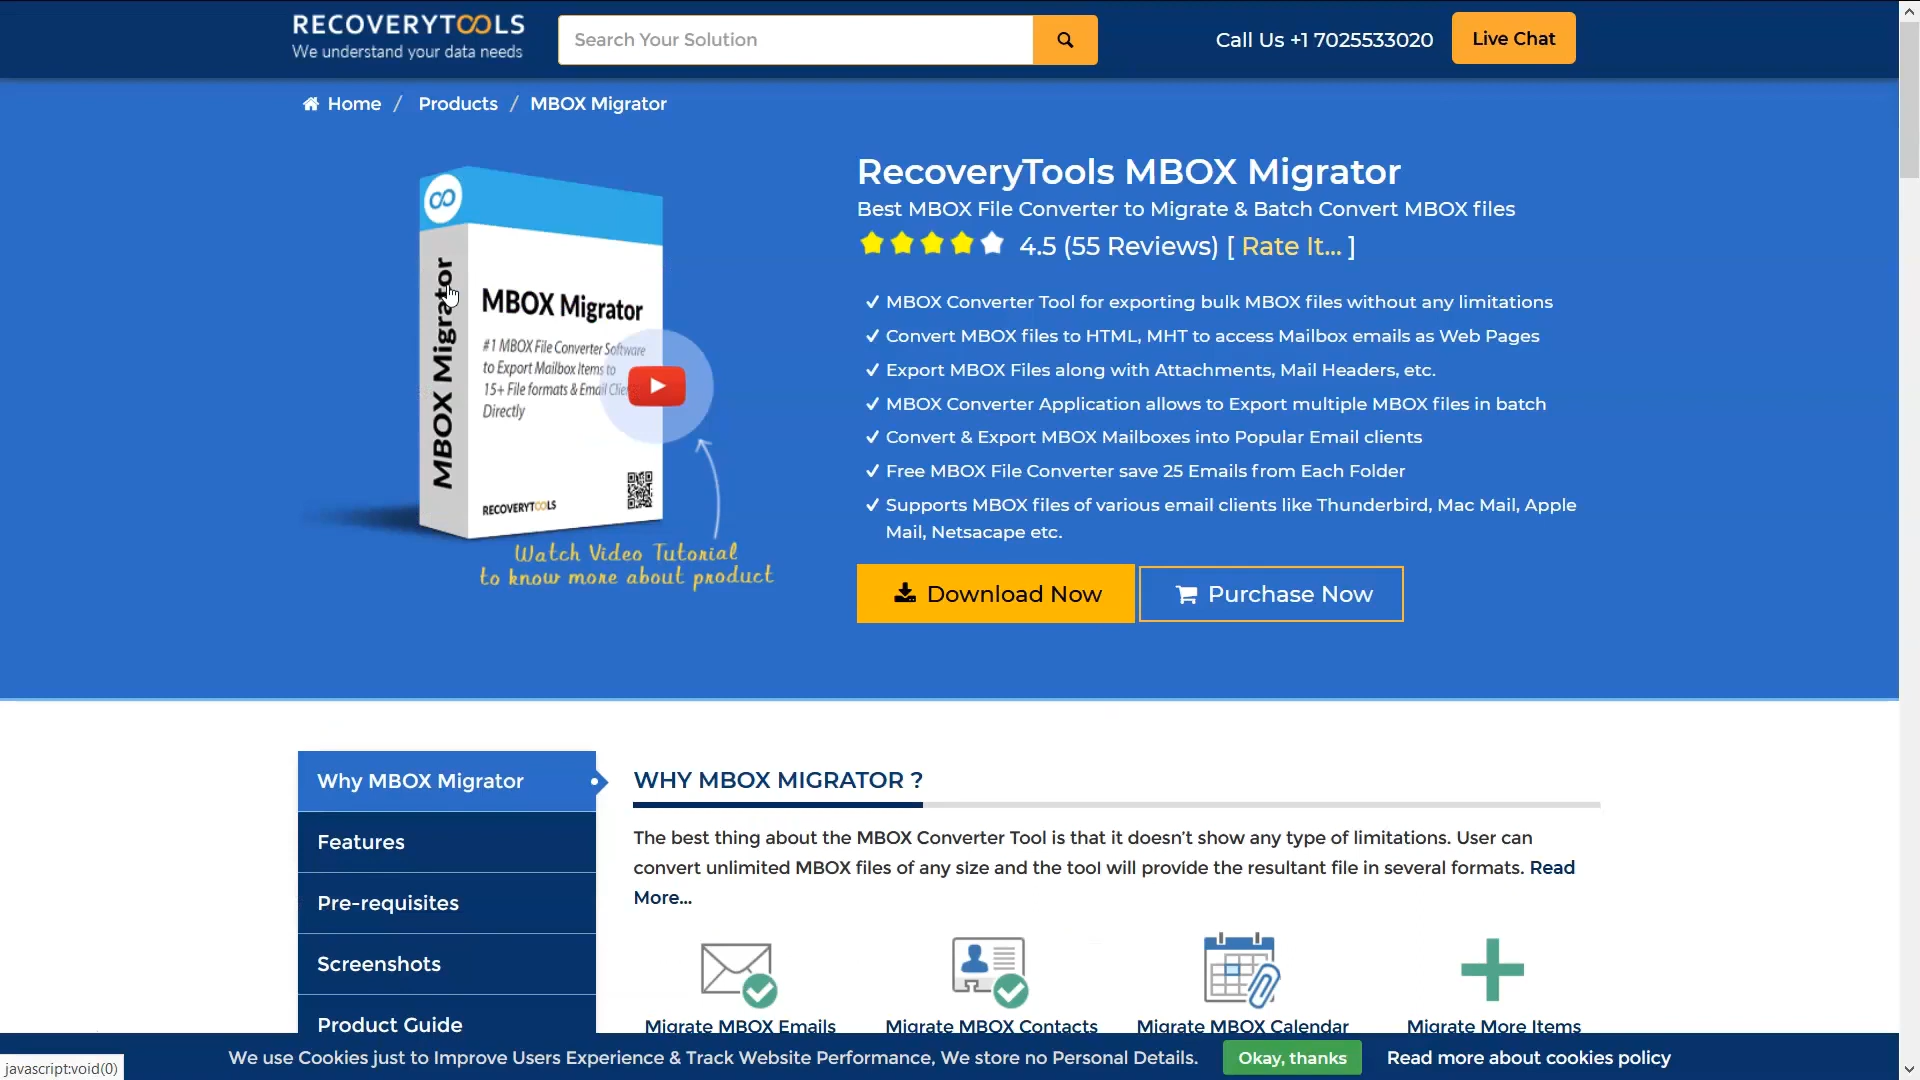 RECOVERYTOOLS
We understand your data needs
Search Your Solution
Call Us +1 7025533020
Live Chat
Home / Products / MBOX Migrator
MBOX Migrator
MBOX Migrator
#1 MBOX File Converter Software
to Export Mailbox Items to
15+ File formats & Email
Directly
RECOVERYTOOLS
Watch Video Tutorial
to know more about product
RecoveryTools MBOX Migrator
Best MBOX File Converter to Migrate & Batch Convert MBOX files
4.5 (55 Reviews) [ Rate It... ]
MBOX Converter Tool for exporting bulk MBOX files without any limitations
Convert MBOX files to HTML, MHT to access Mailbox emails as Web Pages
Export MBOX Files along with Attachments, Mail Headers, etc.
MBOX Converter Application allows to Export multiple MBOX files in batch
Convert & Export MBOX Mailboxes into Popular Email clients
Free MBOX File Converter save 25 Emails from Each Folder
Supports MBOX files of various email clients like Thunderbird, Mac Mail, Apple
Mail, Netsacape etc.
Download Now
Purchase Now
Why MBOX Migrator
Features
Pre-requisites
Screenshots
Product Guide
WHY MBOX MIGRATOR ?
The best thing about the MBOX Converter Tool is that it doesn't show any type of limitations. User can
convert unlimited MBOX files of any size and the tool will provide the resultant file in several formats. Read
More...
Migrate MBOX Emails
Migrate MBOX Contacts
Migrate MBOX Calendar
Migrate More Items
We use Cookies just to Improve Users Experience & Track Website Performance, We store no Personal Details.
Okay, thanks
Read more about cookies policy
javascript:void(0)